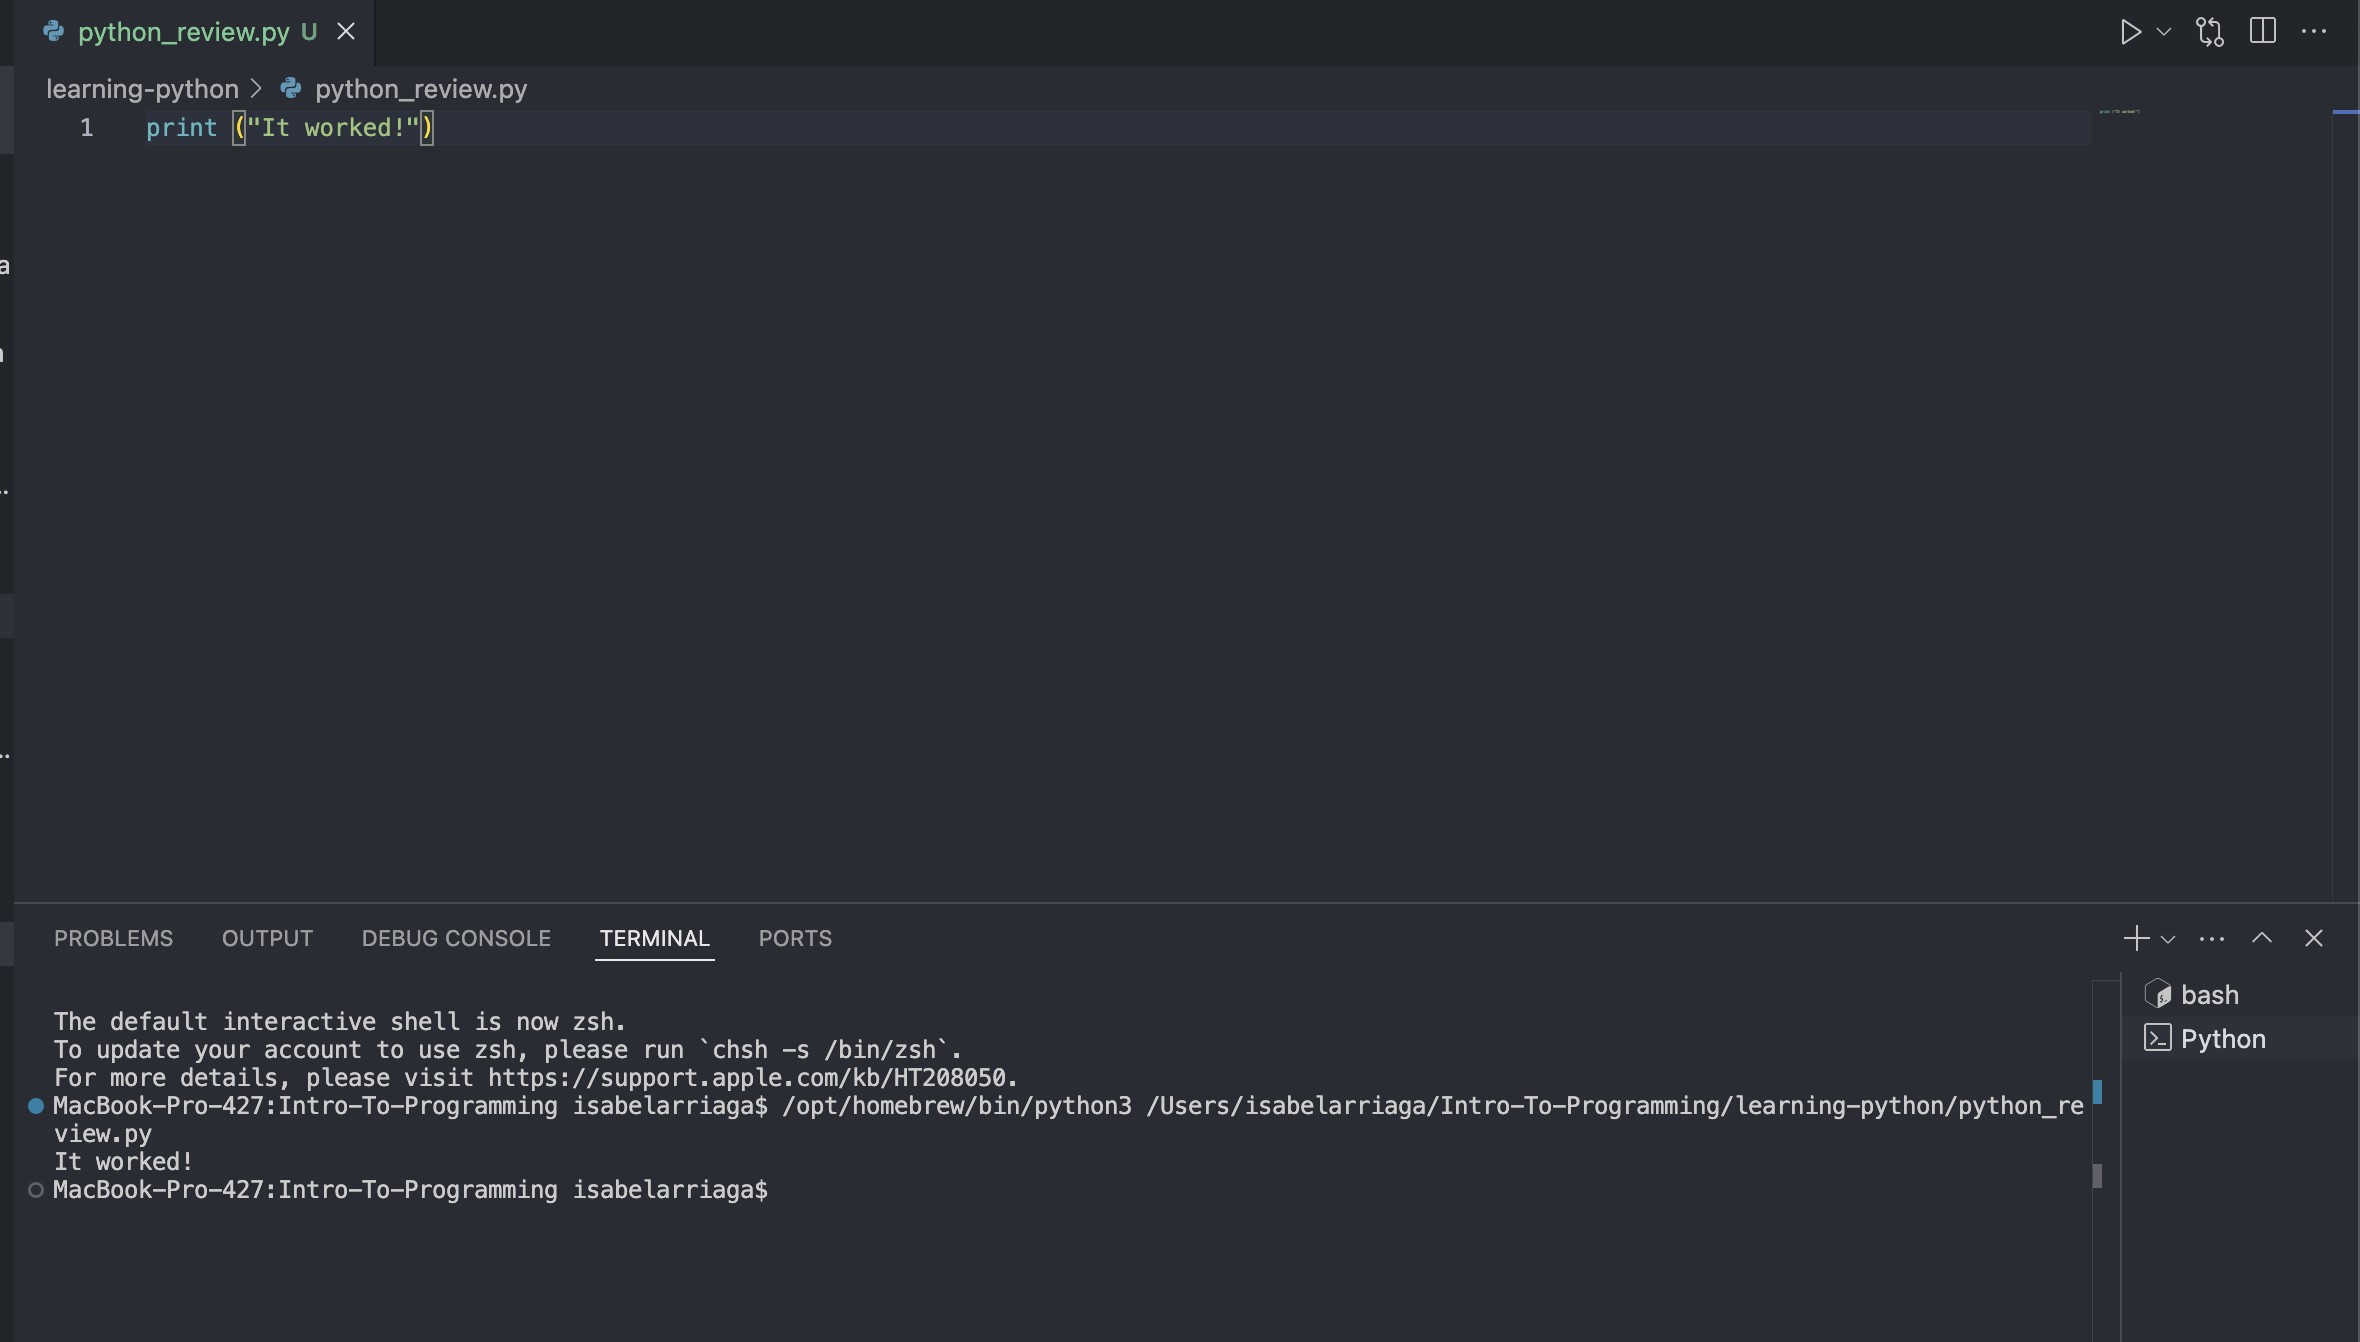 python_review.py U
learning-python > python_review.py
1 print ("It worked!")
PROBLEMS OUTPUT DEBUG CONSOLE TERMINAL PORTS
bash
Python
The default interactive shell is now zsh.
To update your account to use zsh, please run `chsh -s /bin/zsh`.
For more details, please visit https://support.apple.com/kb/HT208050.
MacBook-Pro-427:Intro-To-Programming isabelarriaga$ /opt/homebrew/bin/python3 /Users/isabelarriaga/Intro-To-Programming/learning-python/python_re
view.py
It worked!
MacBook-Pro-427:Intro-To-Programming isabelarriaga$